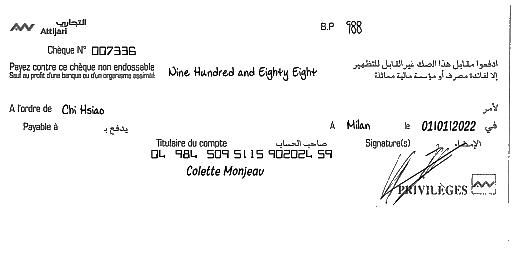 التجاري
Attijari
B.P 988
Chèque N° 007336
Payez contre ce chèque non endossable
Sauf au profit d'une banque ou d'un organisme assimilé
Nine Hundred and Eighty Eight
ادفعوا مقابل هذا الصك غير القابل للتظهير
إلا لفائدة مصرف أو مؤسسة مالية مماثلة
A l'ordre de Chi Hsiao لأمر
Payable à يدفع بـ A Milan le 01/01/2022 في
Titulaire du compte صاحب الحساب Signature(s) الإمضاء
04 984 509 5115 902024 59
Colette Monjeau
PRIVILÈGES